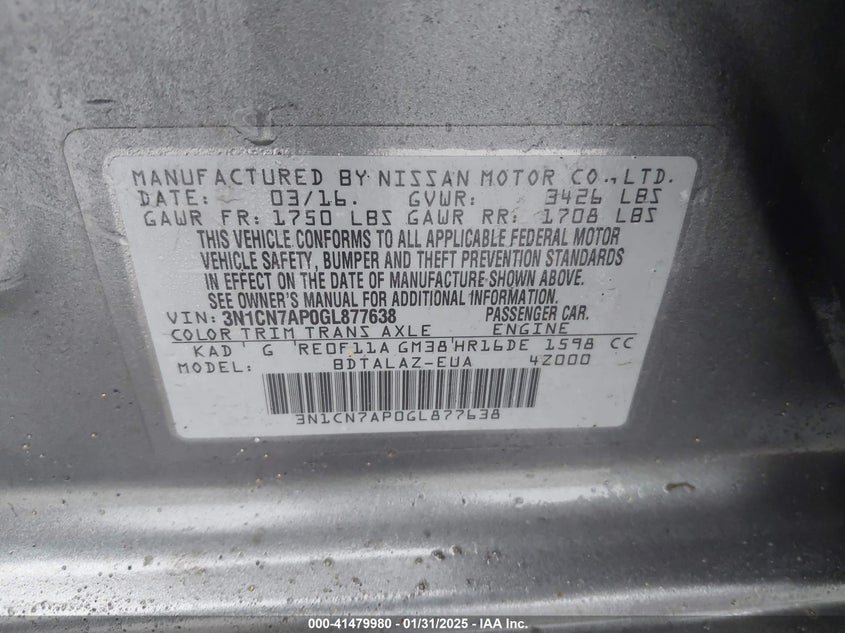 MANUFACTURED BY NISSAN MOTOR CO., LTD.
DATE: 03/16. GVWR: 3426 LBS
GAWR FR: 1750 LBS GAWR RR: 1708 LBS
THIS VEHICLE CONFORMS TO ALL APPLICABLE FEDERAL MOTOR
VEHICLE SAFETY, BUMPER AND THEFT PREVENTION STANDARDS
IN EFFECT ON THE DATE OF MANUFACTURE SHOWN ABOVE.
SEE OWNER'S MANUAL FOR ADDITIONAL INFORMATION.
VIN: 3N1CN7AP0GL877638 PASSENGER CAR.
COLOR TRIM TRANS AXLE ENGINE
KAD G RE0F11A GM38 HR16DE 1598 CC
MODEL: BDTALAZ-EUA 4Z000
3N1CN7AP0GL877638
000-41479980 - 01/31/2025 - IAA Inc.